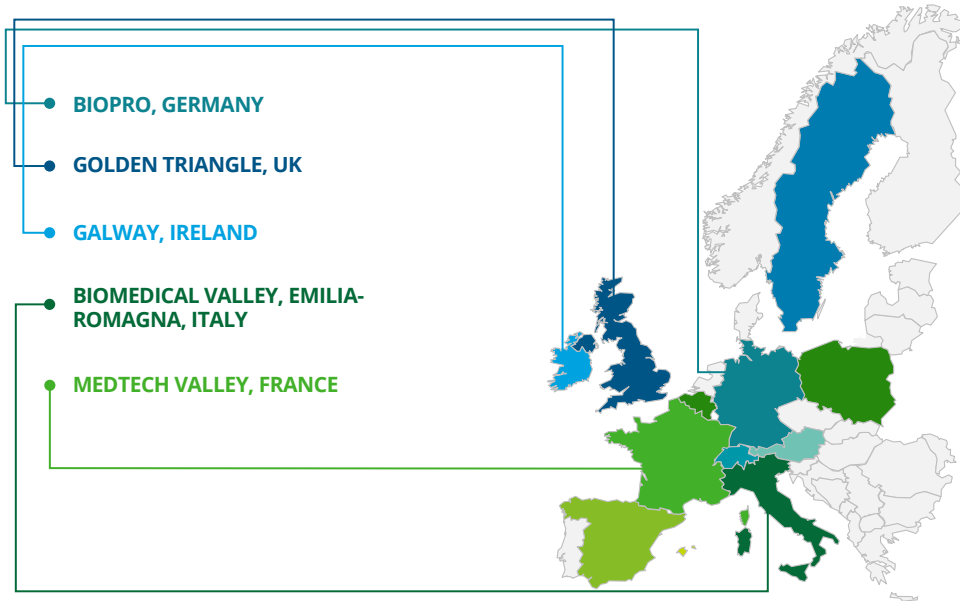 BIOPRO, GERMANY
GOLDEN TRIANGLE, UK
GALWAY, IRELAND
BIOMEDICAL VALLEY, EMILIA-
ROMAGNA, ITALY
MEDTECH VALLEY, FRANCE